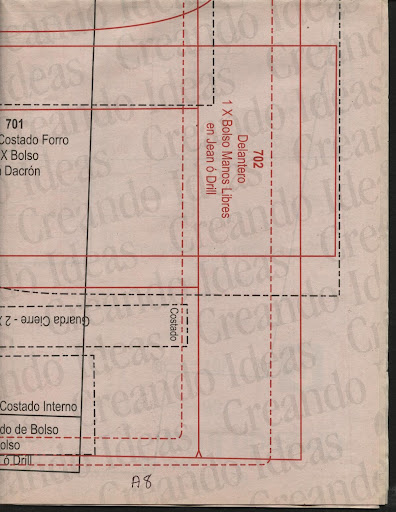 701
Costado Forro
X Bolso
Dacrón
702
Delantero
1 X Bolso Manos Libres
en Jean ó Drill
Guarda Cierre - 2 X
Costado
Costado Interno
do de Bolso
olso
ó Drill
A8
Creando Ideas